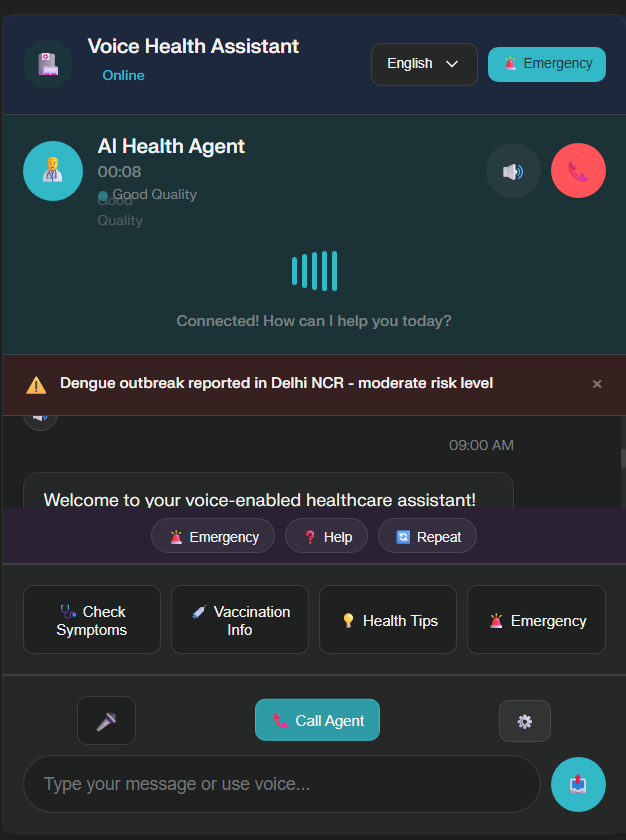 Voice Health Assistant
Online
English
Emergency
AI Health Agent
00:08
Good Quality
Good
Quality
Connected! How can I help you today?
Dengue outbreak reported in Delhi NCR - moderate risk level
×
09:00 AM
Welcome to your voice-enabled healthcare assistant!
Emergency
Help
Repeat
Check
Symptoms
Vaccination
Info
Health Tips
Emergency
Call Agent
Type your message or use voice...